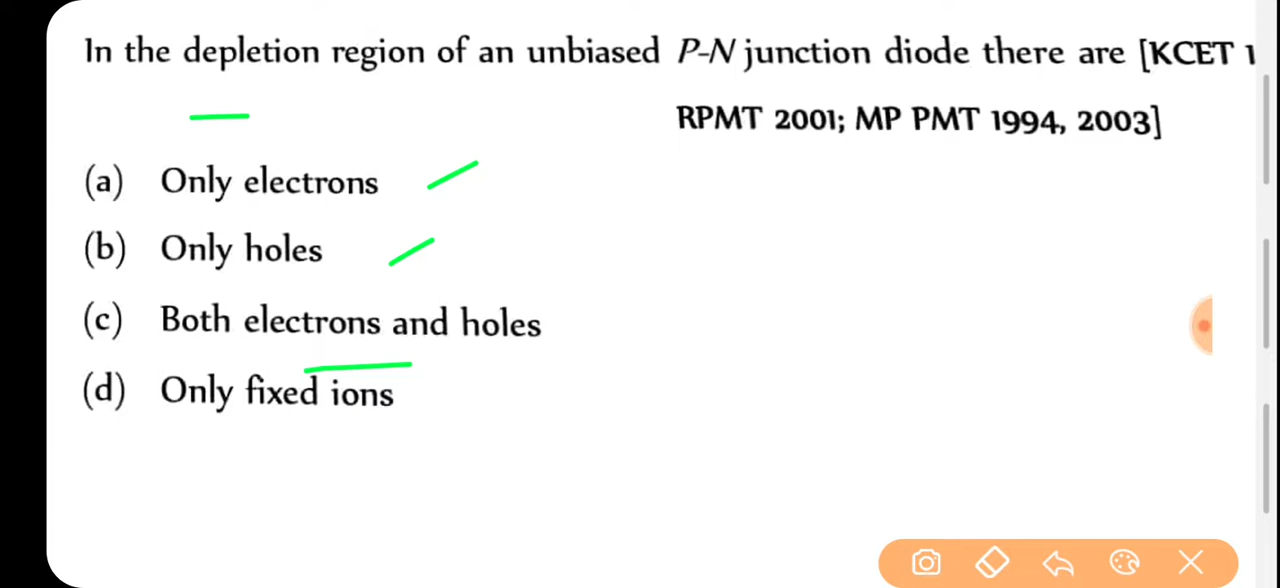 In the depletion region of an unbiased P-N junction diode there are [KCET 1
RPMT 2001; MP PMT 1994, 2003]
(a) Only electrons
(b) Only holes
(c) Both electrons and holes
(d) Only fixed ions